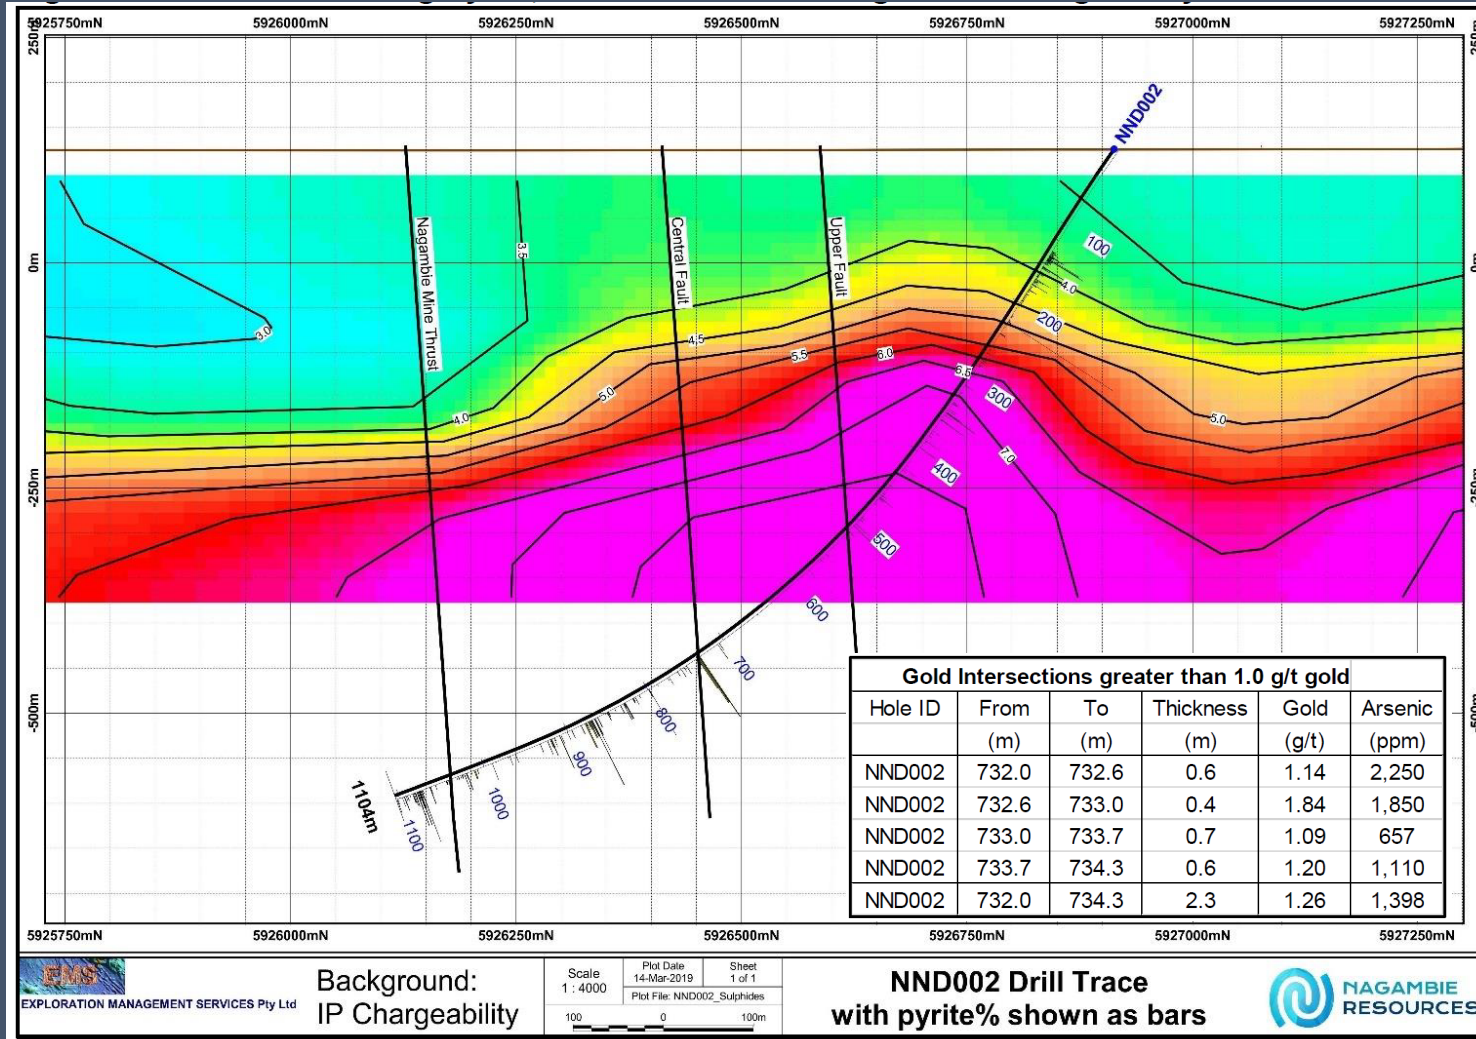 5925750mN 5926000mN 5926250mN 5926500mN 5926750mN 5927000mN 5927250mN
250m
NND002
Nagambie Mine Thrust
Central Fault
Upper Fault
100
0m 0m
3.5
4.0
200
3.0
4.5
5.5
6.0
6.5
5.0
300
4.0
5.0
7.0
400
-250m
500
600
700
-500m
800
900
1000
1100
1104m
Gold Intersections greater than 1.0 g/t gold
Hole ID From To Thickness Gold Arsenic
(m) (m) (m) (g/t) (ppm)
NND002 732.0 732.6 0.6 1.14 2,250
NND002 732.6 733.0 0.4 1.84 1,850
NND002 733.0 733.7 0.7 1.09 657
NND002 733.7 734.3 0.6 1.20 1,110
NND002 732.0 734.3 2.3 1.26 1,398
5925750mN 5926000mN 5926250mN 5926500mN 5926750mN 5927000mN 5927250mN
EMS
EXPLORATION MANAGEMENT SERVICES Pty Ltd
Background:
IP Chargeability
Scale
1 : 4000
Plot Date
14-Mar-2019
Sheet
1 of 1
Plot File: NND002_Sulphides
100 0 100m
NND002 Drill Trace
with pyrite% shown as bars
NAGAMBIE
RESOURCES